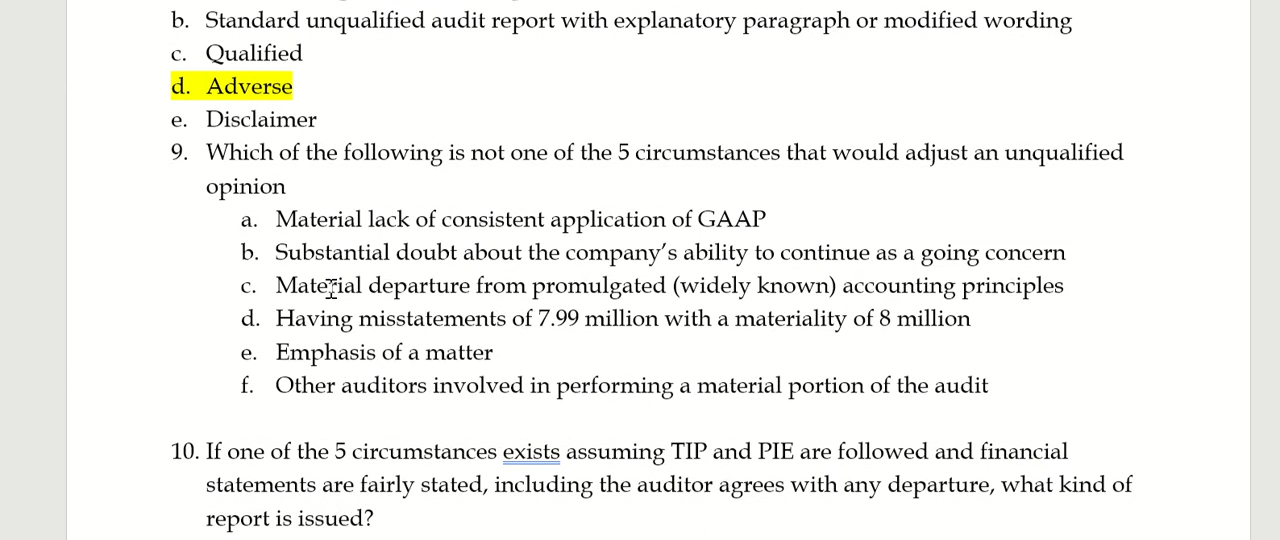 b. Standard unqualified audit report with explanatory paragraph or modified wording
c. Qualified
d. Adverse
e. Disclaimer
9. Which of the following is not one of the 5 circumstances that would adjust an unqualified
opinion
a. Material lack of consistent application of GAAP
b. Substantial doubt about the company's ability to continue as a going concern
c. Material departure from promulgated (widely known) accounting principles
d. Having misstatements of 7.99 million with a materiality of 8 million
e. Emphasis of a matter
f. Other auditors involved in performing a material portion of the audit
10. If one of the 5 circumstances exists assuming TIP and PIE are followed and financial
statements are fairly stated, including the auditor agrees with any departure, what kind of
report is issued?